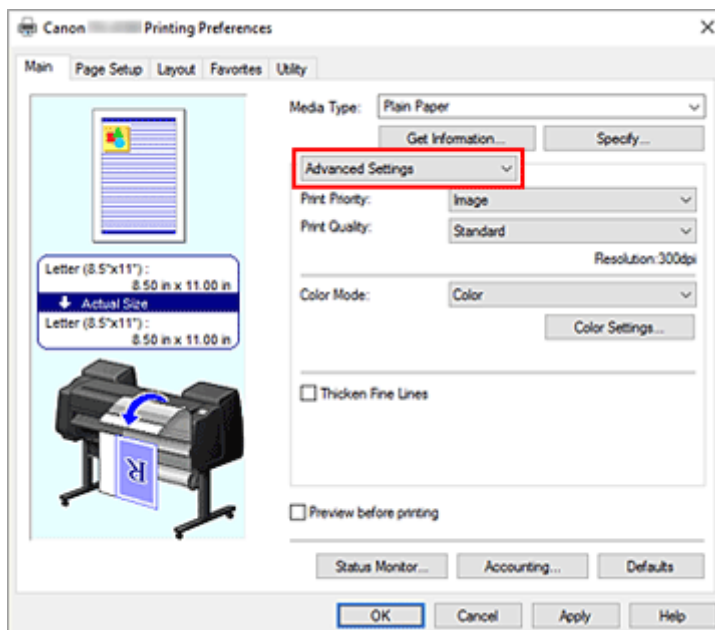 Canon Printing Preferences
Main Page Setup Layout Favorites Utility
Media Type: Plain Paper
Get Information... Specify...
Advanced Settings
Print Priority: Image
Print Quality: Standard
Resolution:300dpi
Letter (8.5"x11") :
8.50 in x 11.00 in
Actual Size
Letter (8.5"x11") :
8.50 in x 11.00 in
Color Mode: Color
Color Settings...
Thicken Fine Lines
R
Preview before printing
Status Monitor... Accounting... Defaults
OK Cancel Apply Help